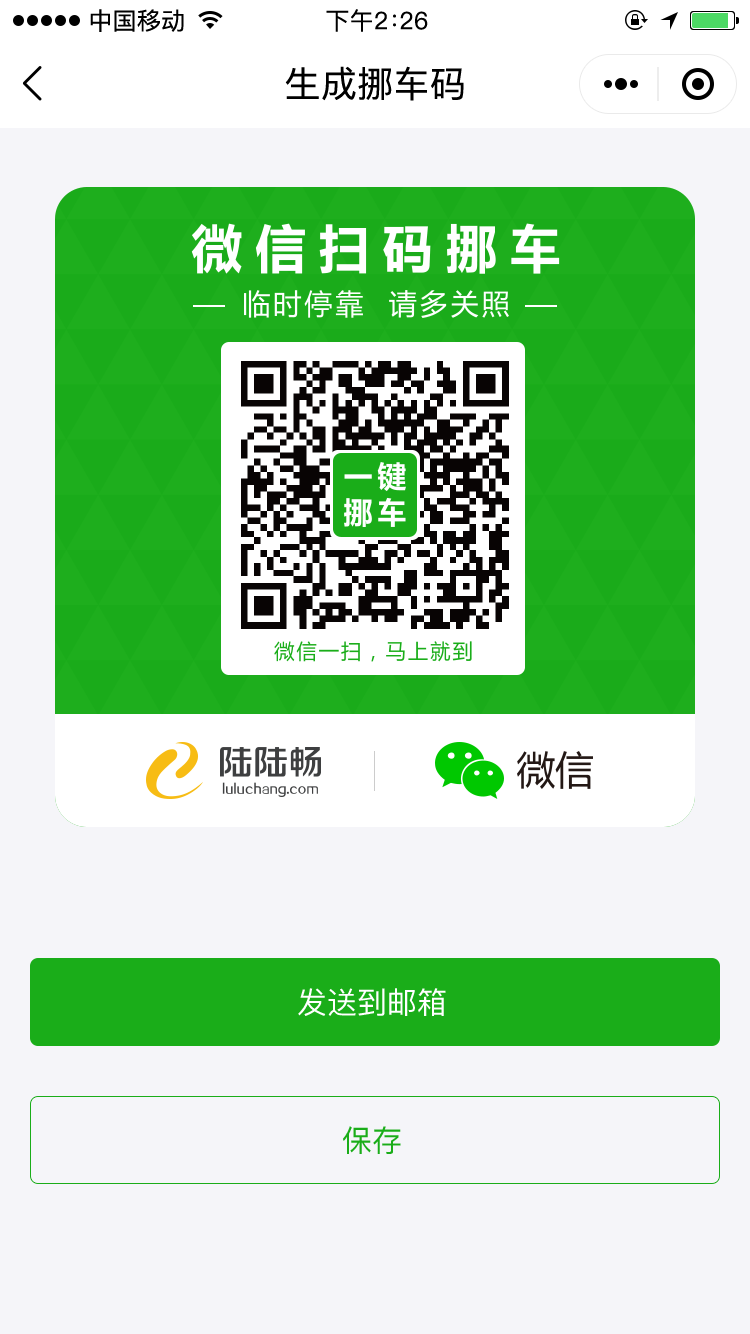 中国移动 下午2:26
生成挪车码
微信扫码挪车
— 临时停靠 请多关照 —
一键
挪车
微信一扫，马上就到
陆陆畅 微信
luluchang.com
发送到邮箱
保存